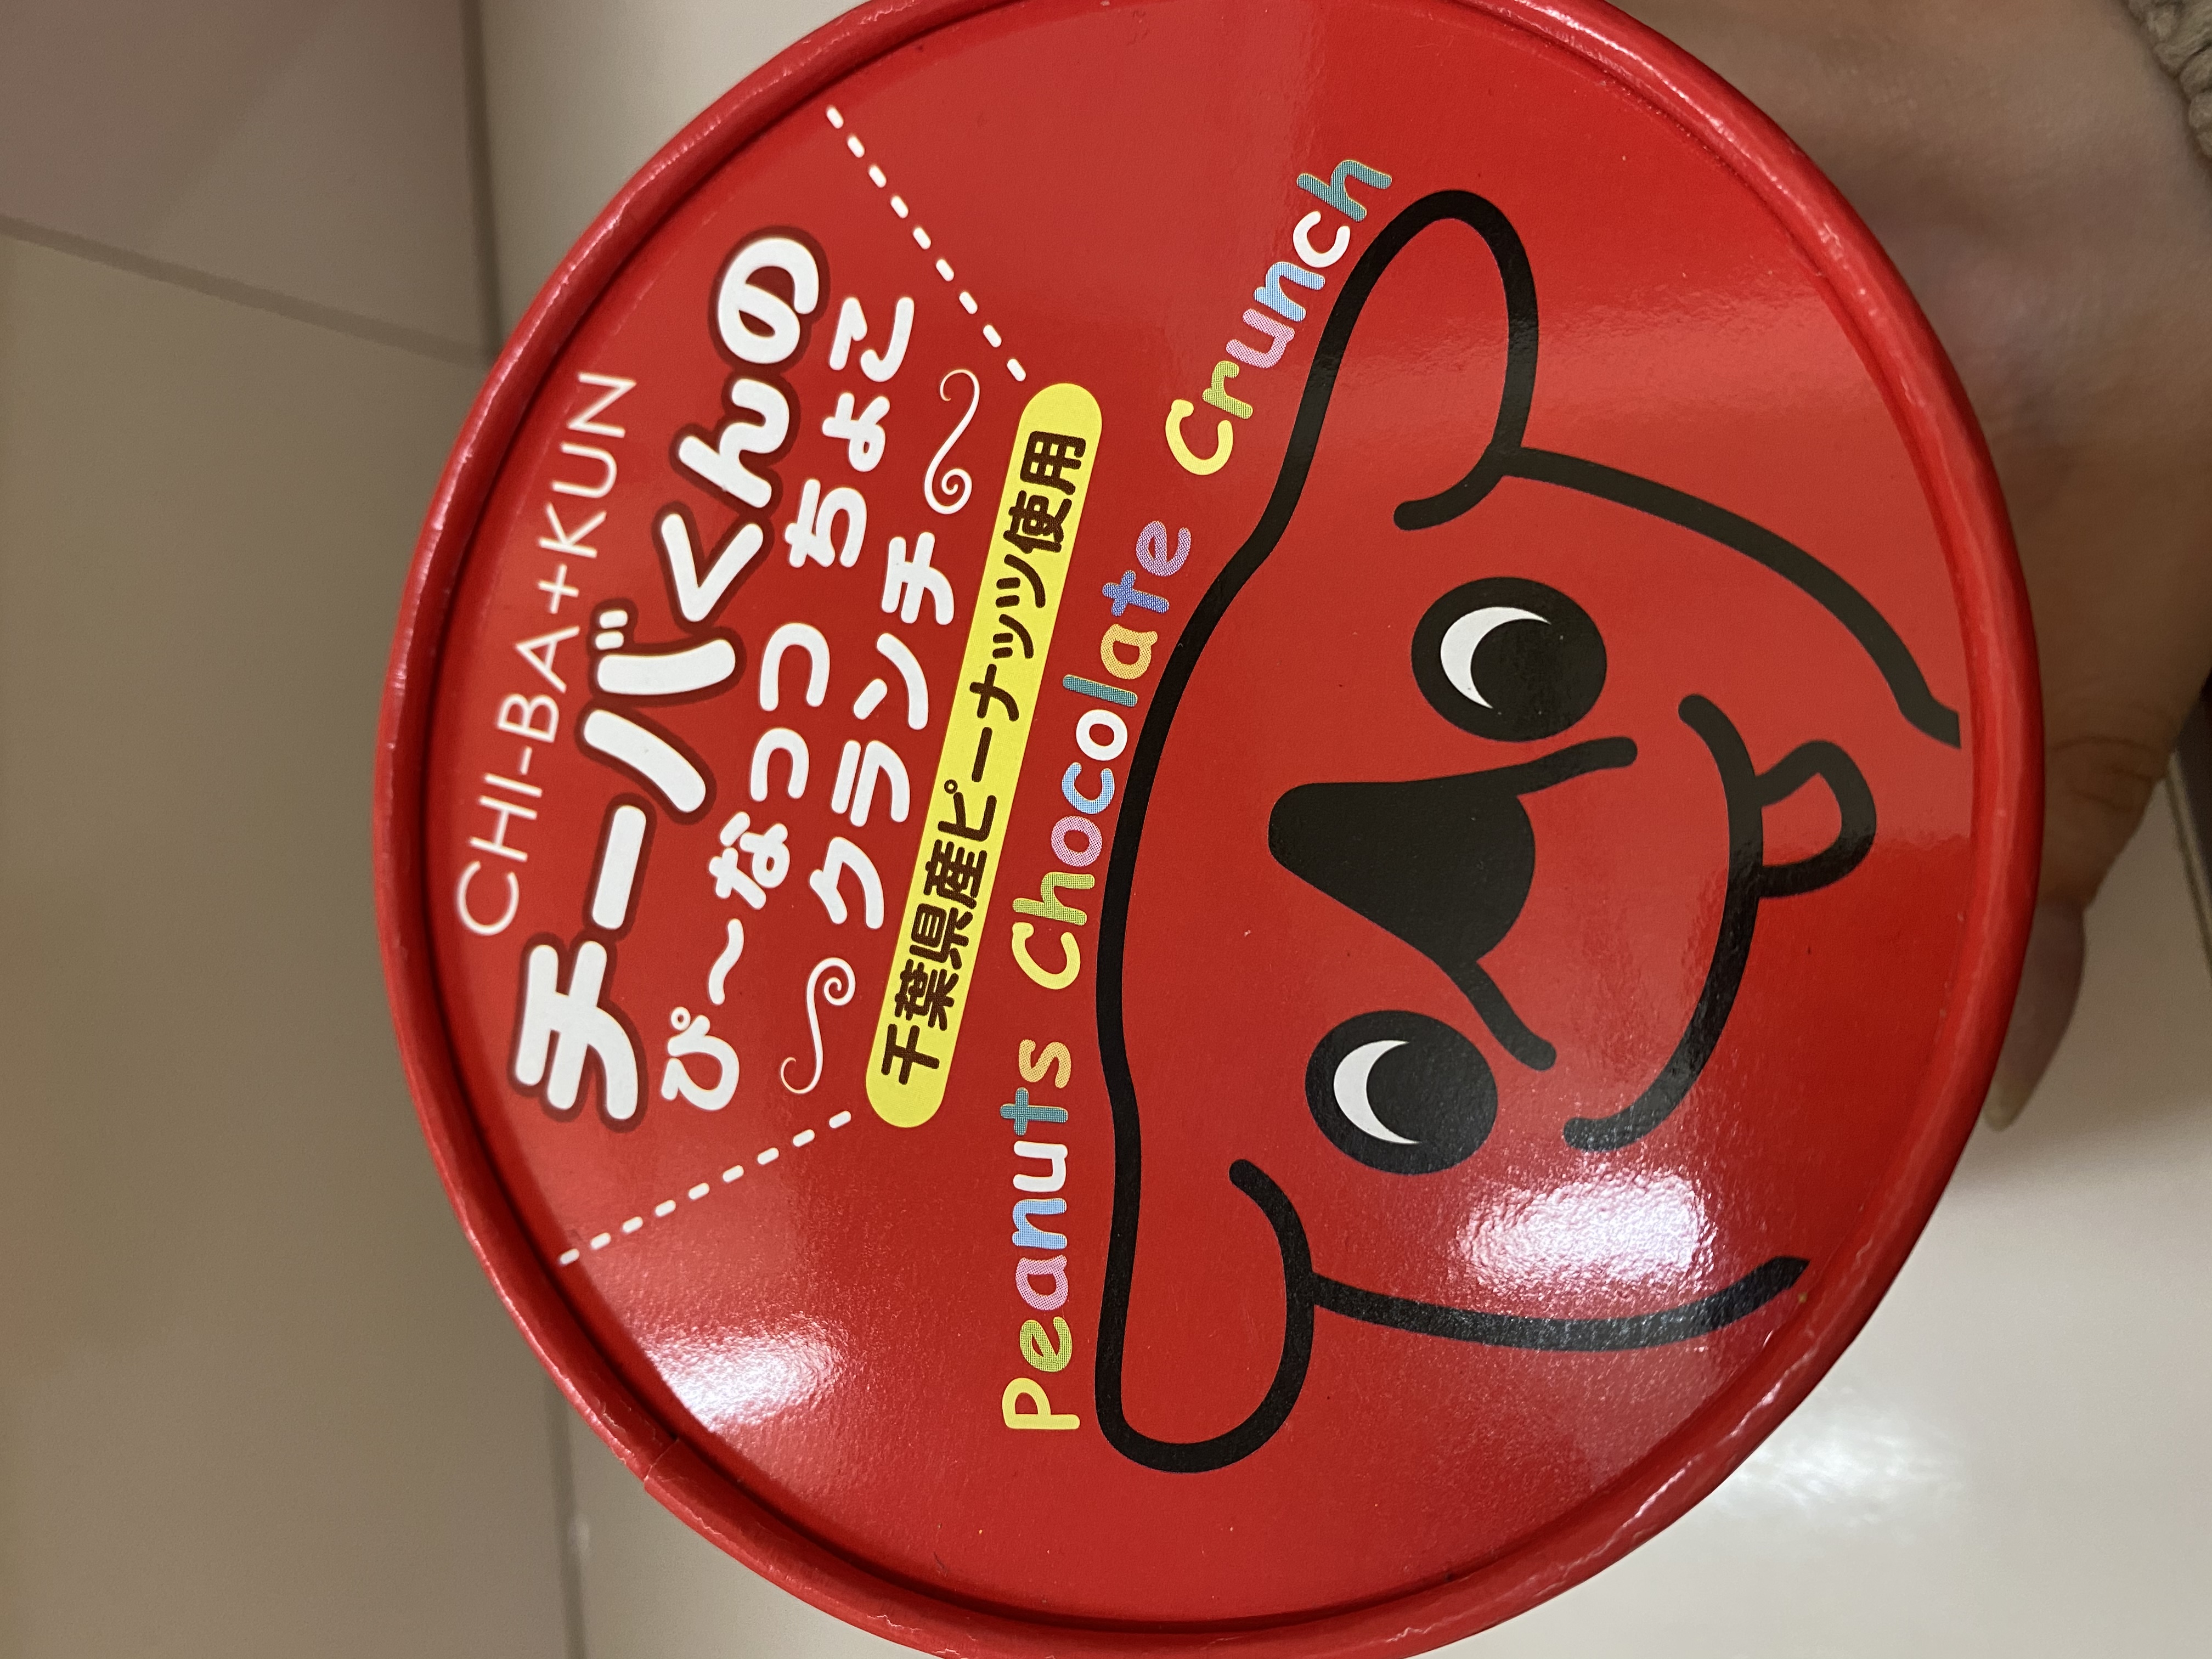 CHI-BA+KUN
チーバくんの
ぴ～なっつ ちょこ
クランチ
千葉県産ピーナッツ使用
Peanuts Chocolate Crunch